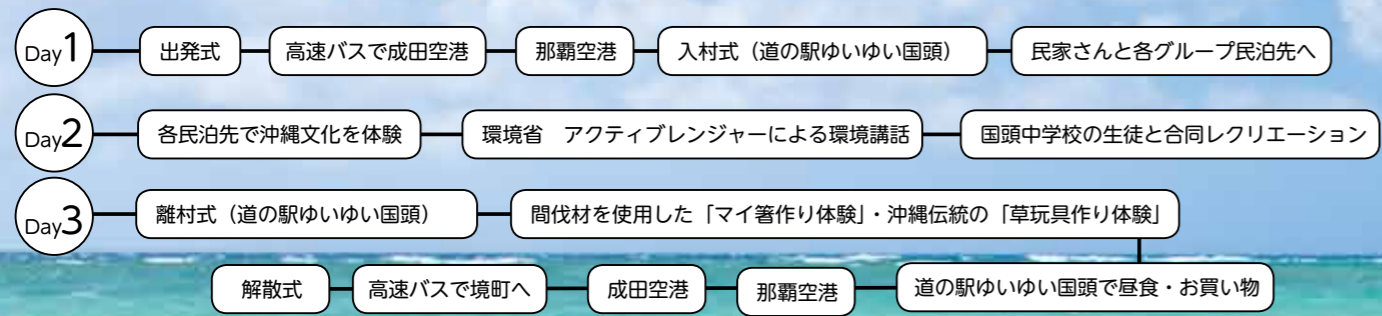 Day1
出発式
高速バスで成田空港
那覇空港
入村式（道の駅ゆいゆい国頭）
民家さんと各グループ民泊先へ
Day2
各民泊先で沖縄文化を体験
環境省　アクティブレンジャーによる環境講話
国頭中学校の生徒と合同レクリエーション
Day3
離村式（道の駅ゆいゆい国頭）
間伐材を使用した「マイ箸作り体験」・沖縄伝統の「草玩具作り体験」
道の駅ゆいゆい国頭で昼食・お買い物
那覇空港
成田空港
高速バスで境町へ
解散式